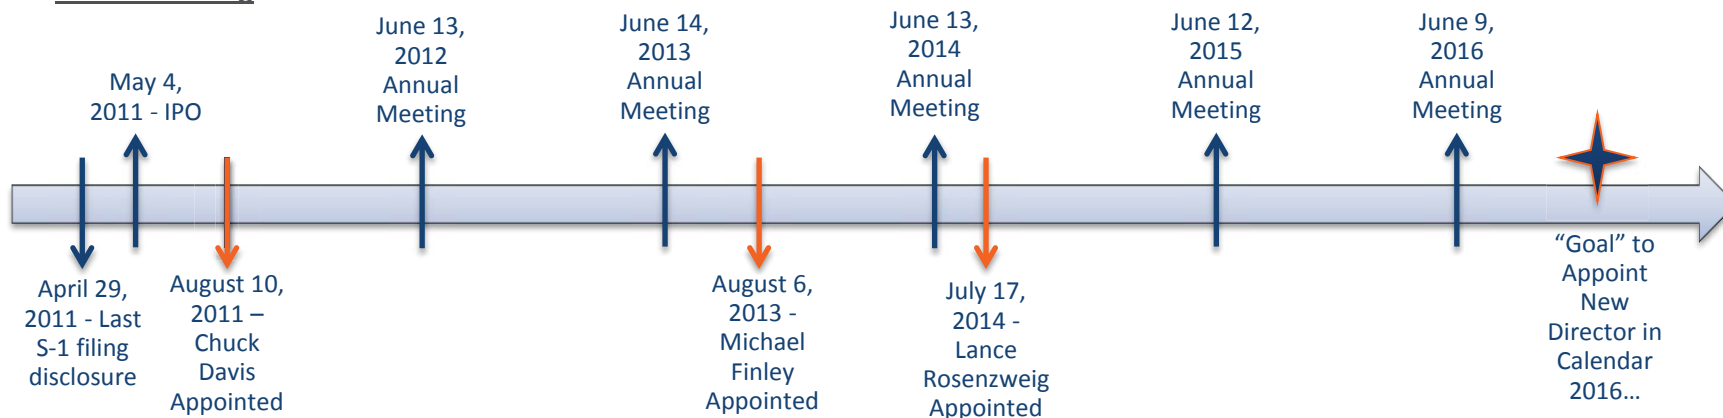 May 4,
2011 - IPO
June 13,
2012
Annual
Meeting
June 14,
2013
Annual
Meeting
June 13,
2014
Annual
Meeting
June 12,
2015
Annual
Meeting
June 9,
2016
Annual
Meeting
April 29,
2011 - Last
S-1 filing
disclosure
August 10,
2011 –
Chuck
Davis
Appointed
August 6,
2013 -
Michael
Finley
Appointed
July 17,
2014 -
Lance
Rosenzweig
Appointed
“Goal” to
Appoint
New
Director in
Calendar
2016…